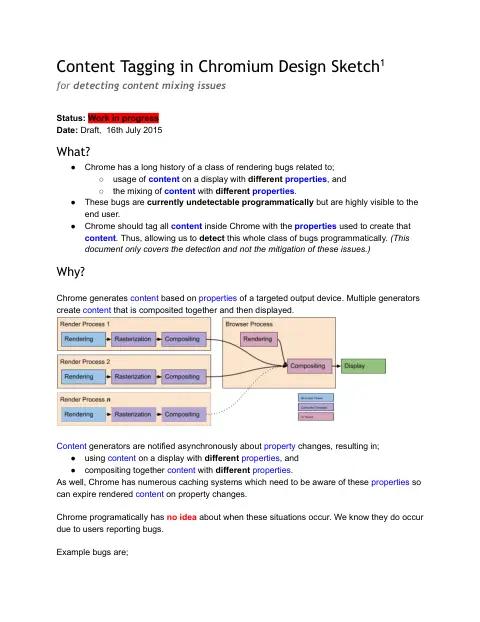 Content Tagging in Chromium Design Sketch1
for detecting content mixing issues
Status: Work in progress
Date: Draft, 16th July 2015
What?
● Chrome has a long history of a class of rendering bugs related to;
○ usage of content on a display with different properties, and
○ the mixing of content with different properties.
● These bugs are currently undetectable programmatically but are highly visible to the
end user.
● Chrome should tag all content inside Chrome with the properties used to create that
content. Thus, allowing us to detect this whole class of bugs programmatically. (This
document only covers the detection and not the mitigation of these issues.)
Why?
Chrome generates content based on properties of a targeted output device. Multiple generators
create content that is composited together and then displayed.
Render Process 1
Rendering
Rasterization
Compositing
Browser Process
Rendering
Render Process 2
Rendering
Rasterization
Compositing
Compositing
Display
Render Process n
Rendering
Rasterization
Compositing
Content generators are notified asynchronously about property changes, resulting in;
● using content on a display with different properties, and
● compositing together content with different properties.
As well, Chrome has numerous caching systems which need to be aware of these properties so
can expire rendered content on property changes.
Chrome programatically has no idea about when these situations occur. We know they do occur
due to users reporting bugs.
Example bugs are;